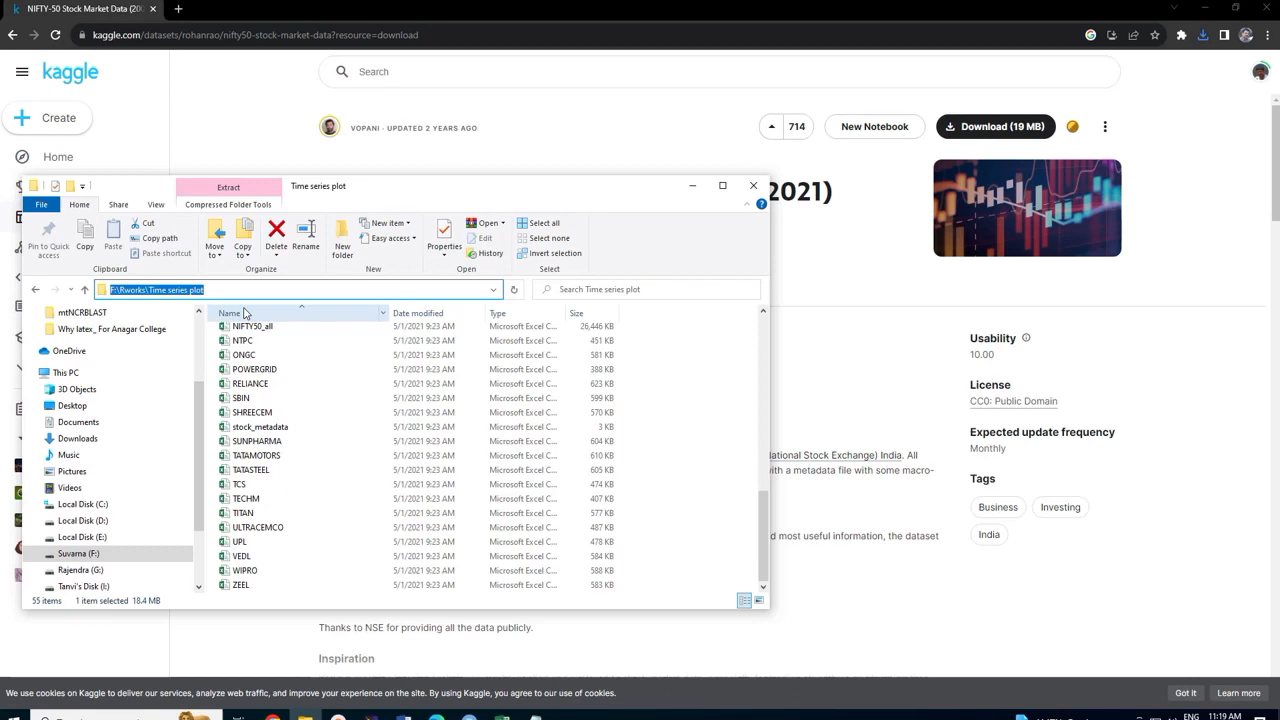 NIFTY-50 Stock Market Data (200
kaggle.com/datasets/rohanrao/nifty50-stock-market-data?resource=download
kaggle
Search
Create
Home
VOPANI · UPDATED 2 YEARS AGO
714
New Notebook
Download (19 MB)
2021)
Extract
Time series plot
File
Home
Share
View
Compressed Folder Tools
Pin to Quick access
Copy
Paste
Cut
Copy path
Paste shortcut
Clipboard
Move to
Copy to
Delete
Rename
Organize
New folder
New item
Easy access
New
Properties
Open
Edit
History
Open
Select all
Select none
Invert selection
Select
F:\Rworks\Time series plot
Search Time series plot
mtNCRBLAST
Why latex_ For Anagar College
OneDrive
This PC
3D Objects
Desktop
Documents
Downloads
Music
Pictures
Videos
Local Disk (C:)
Local Disk (D:)
Local Disk (E:)
Suvarna (F:)
Rajendra (G:)
Tanvi's Disk (I:)
Name Date modified Type Size
NIFTY50_all 5/1/2021 9:23 AM Microsoft Excel C... 26,446 KB
NTPC 5/1/2021 9:23 AM Microsoft Excel C... 451 KB
ONGC 5/1/2021 9:23 AM Microsoft Excel C... 581 KB
POWERGRID 5/1/2021 9:23 AM Microsoft Excel C... 388 KB
RELIANCE 5/1/2021 9:23 AM Microsoft Excel C... 623 KB
SBIN 5/1/2021 9:23 AM Microsoft Excel C... 599 KB
SHREECEM 5/1/2021 9:23 AM Microsoft Excel C... 570 KB
stock_metadata 5/1/2021 9:23 AM Microsoft Excel C... 3 KB
SUNPHARMA 5/1/2021 9:23 AM Microsoft Excel C... 604 KB
TATAMOTORS 5/1/2021 9:23 AM Microsoft Excel C... 610 KB
TATASTEEL 5/1/2021 9:23 AM Microsoft Excel C... 605 KB
TCS 5/1/2021 9:23 AM Microsoft Excel C... 474 KB
TECHM 5/1/2021 9:23 AM Microsoft Excel C... 407 KB
TITAN 5/1/2021 9:23 AM Microsoft Excel C... 577 KB
ULTRACEMCO 5/1/2021 9:23 AM Microsoft Excel C... 487 KB
UPL 5/1/2021 9:23 AM Microsoft Excel C... 478 KB
VEDL 5/1/2021 9:23 AM Microsoft Excel C... 584 KB
WIPRO 5/1/2021 9:23 AM Microsoft Excel C... 588 KB
ZEEL 5/1/2021 9:23 AM Microsoft Excel C... 583 KB
55 items 1 item selected 18.4 MB
Usability
10.00
License
CC0: Public Domain
Expected update frequency
Monthly
Tags
Business
Investing
India
ational Stock Exchange) India. All
with a metadata file with some macro-
d most useful information, the dataset
Thanks to NSE for providing all the data publicly.
Inspiration
We use cookies on Kaggle to deliver our services, analyze web traffic, and improve your experience on the site. By using Kaggle, you agree to our use of cookies.
Got it
Learn more
ENG 11:19 AM